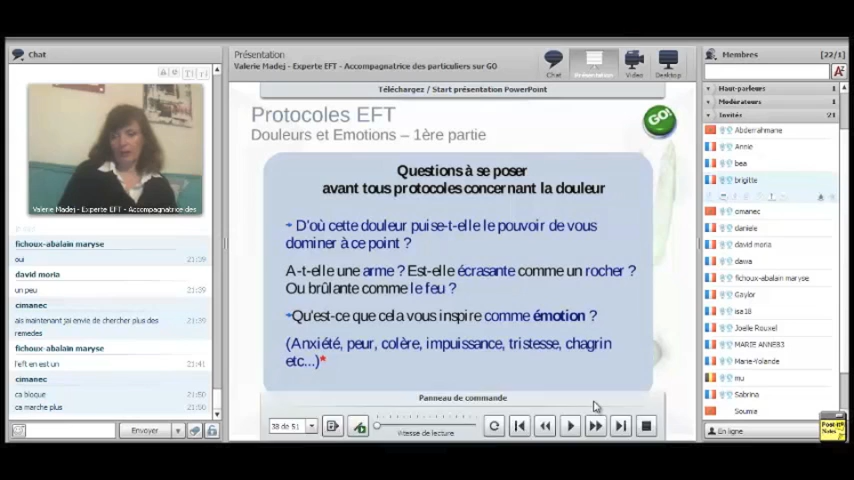 Chat
Présentation
Valerie Madej - Experte EFT - Accompagnatrice des particuliers sur GO
Chat
Présentation
Video
Desktop
Membres
[22/1]
Téléchargez / Start présentation PowerPoint
Protocoles EFT
Douleurs et Emotions – 1ère partie
GO!
Questions à se poser
avant tous protocoles concernant la douleur
D'où cette douleur puise-t-elle le pouvoir de vous
dominer à ce point ?
A-t-elle une arme ? Est-elle écrasante comme un rocher ?
Ou brûlante comme le feu ?
Qu'est-ce que cela vous inspire comme émotion ?
(Anxiété, peur, colère, impuissance, tristesse, chagrin
etc...)*
Valerie Madej - Experte EFT - Accompagnatrice des
fichoux-abalain maryse
oui 21:39
david moria
un peu 21:39
cimanec
ais maintenant j'ai envie de chercher plus des 21:39
remedes
fichoux-abalain maryse
l'eft en est un 21:41
cimanec
ca bloque 21:50
ca marche plus 21:50
Envoyer
Panneau de commande
38 de 51
Vitesse de lecture
Haut-parleurs 1
Modérateurs 1
Invités 21
Abderrahmane
Annie
bea
brigitte
cimanec
daniele
david moria
dawa
fichoux-abalain maryse
Gaylor
isa18
Joelle Rouxel
MARIE ANNE83
Marie-Yolande
mu
Sabrina
Soumia
En ligne
Post-it
Notes